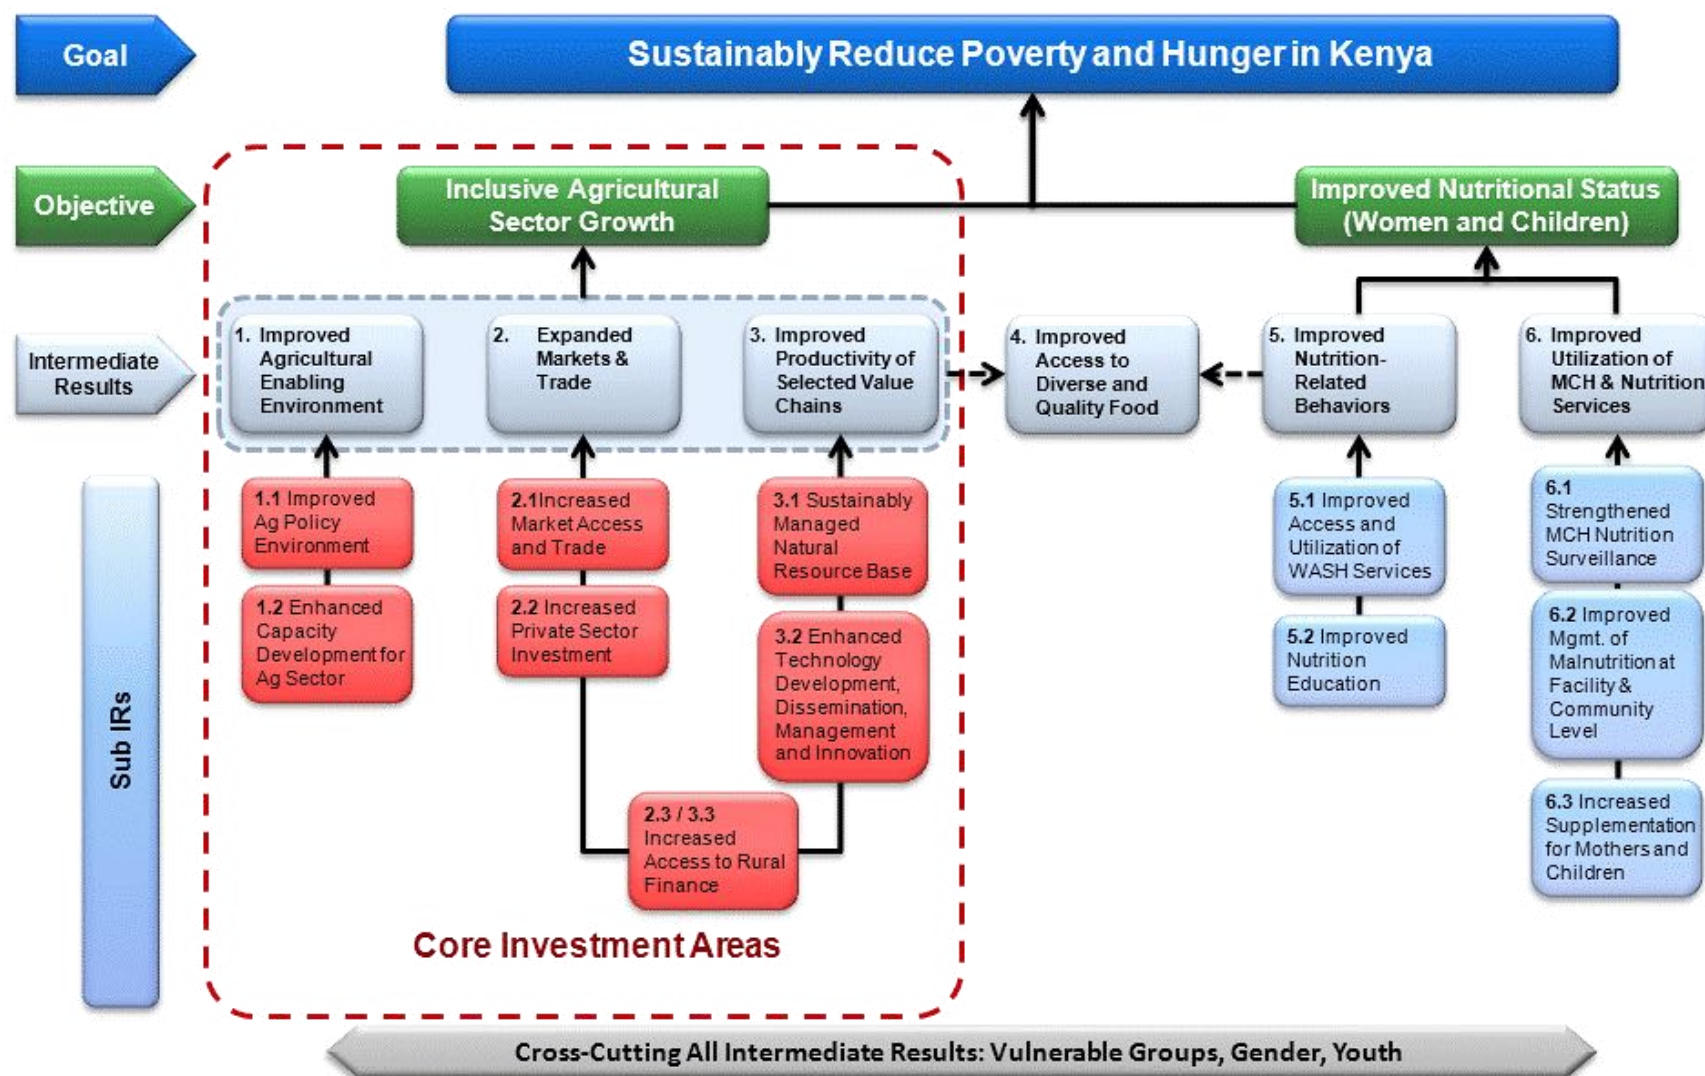 Goal
Sustainably Reduce Poverty and Hunger in Kenya
Objective
Inclusive Agricultural
Sector Growth
Improved Nutritional Status
(Women and Children)
Intermediate
Results
1. Improved
Agricultural
Enabling
Environment
2. Expanded
Markets &
Trade
3. Improved
Productivity of
Selected Value
Chains
4. Improved
Access to
Diverse and
Quality Food
5. Improved
Nutrition-
Related
Behaviors
6. Improved
Utilization of
MCH & Nutrition
Services
Sub IRs
1.1 Improved
Ag Policy
Environment
1.2 Enhanced
Capacity
Development for
Ag Sector
2.1Increased
Market Access
and Trade
2.2 Increased
Private Sector
Investment
3.1 Sustainably
Managed
Natural
Resource Base
3.2 Enhanced
Technology
Development,
Dissemination,
Management
and Innovation
2.3 / 3.3
Increased
Access to Rural
Finance
5.1 Improved
Access and
Utilization of
WASH Services
5.2 Improved
Nutrition
Education
6.1
Strengthened
MCH Nutrition
Surveillance
6.2 Improved
Mgmt. of
Malnutrition at
Facility &
Community
Level
6.3 Increased
Supplementation
for Mothers and
Children
Core Investment Areas
Cross-Cutting All Intermediate Results: Vulnerable Groups, Gender, Youth